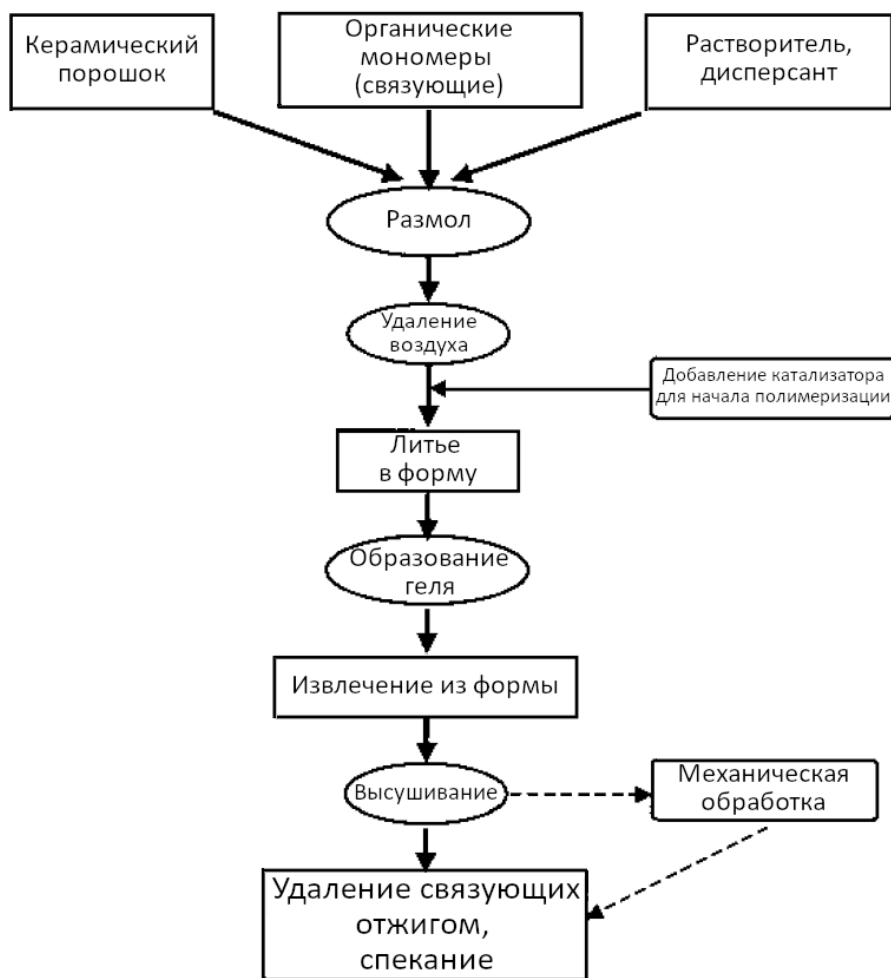 Керамический
порошок
Органические
мономеры
(связующие)
Растворитель,
дисперсант
Размол
Удаление
воздуха
Добавление катализатора
для начала полимеризации
Литье
в форму
Образование
геля
Извлечение из формы
Высушивание
Механическая
обработка
Удаление связующих
отжигом,
спекание